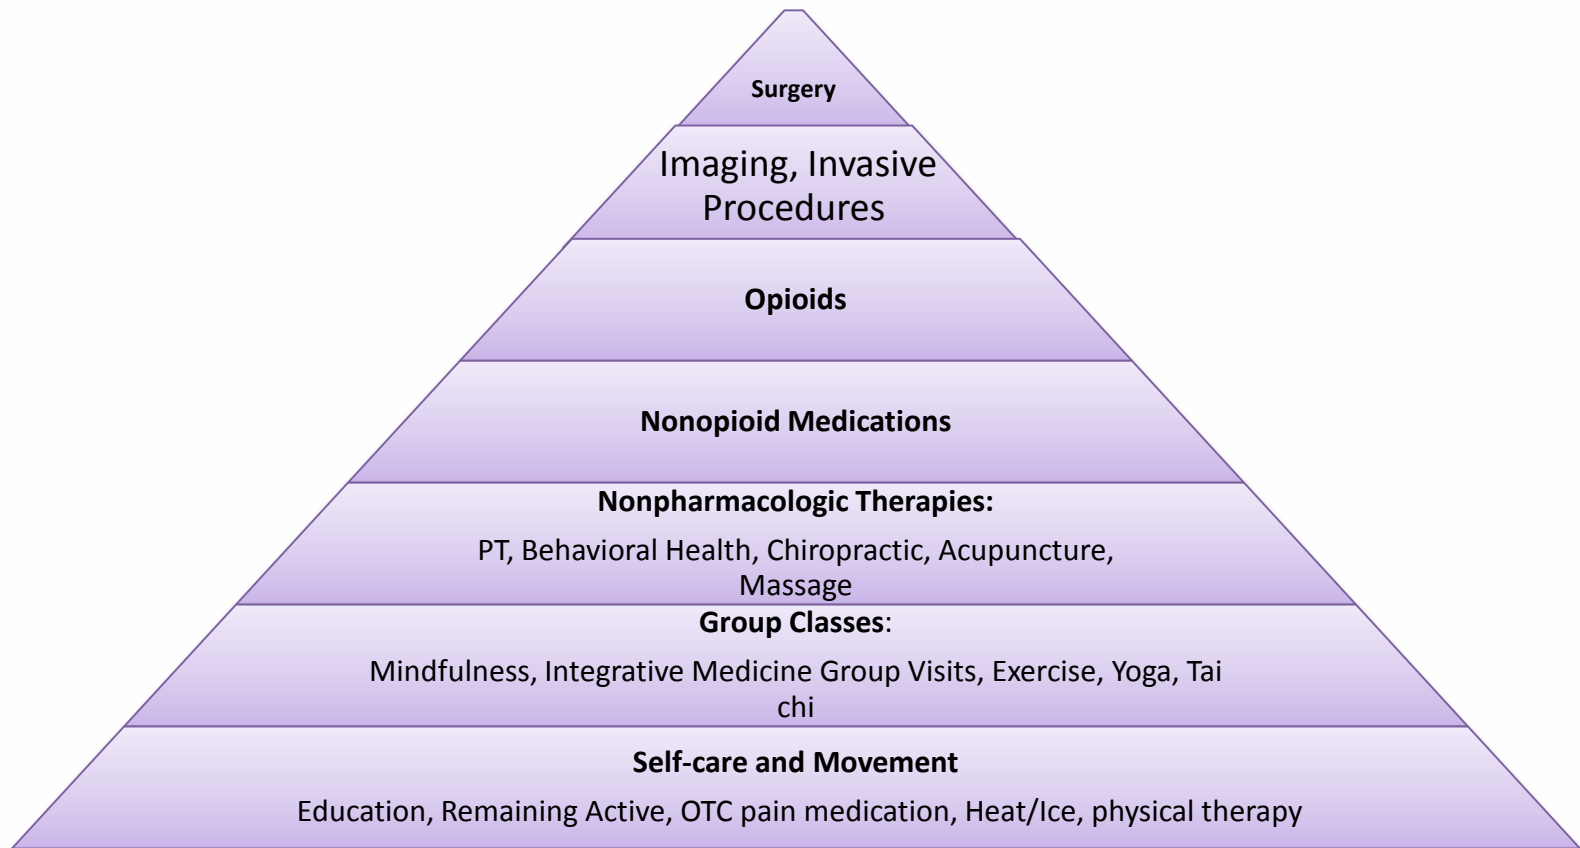 Surgery
Imaging, Invasive
Procedures
Opioids
Nonopioid Medications
Nonpharmacologic Therapies:
PT, Behavioral Health, Chiropractic, Acupuncture,
Massage
Group Classes:
Mindfulness, Integrative Medicine Group Visits, Exercise, Yoga, Tai
chi
Self-care and Movement
Education, Remaining Active, OTC pain medication, Heat/Ice, physical therapy